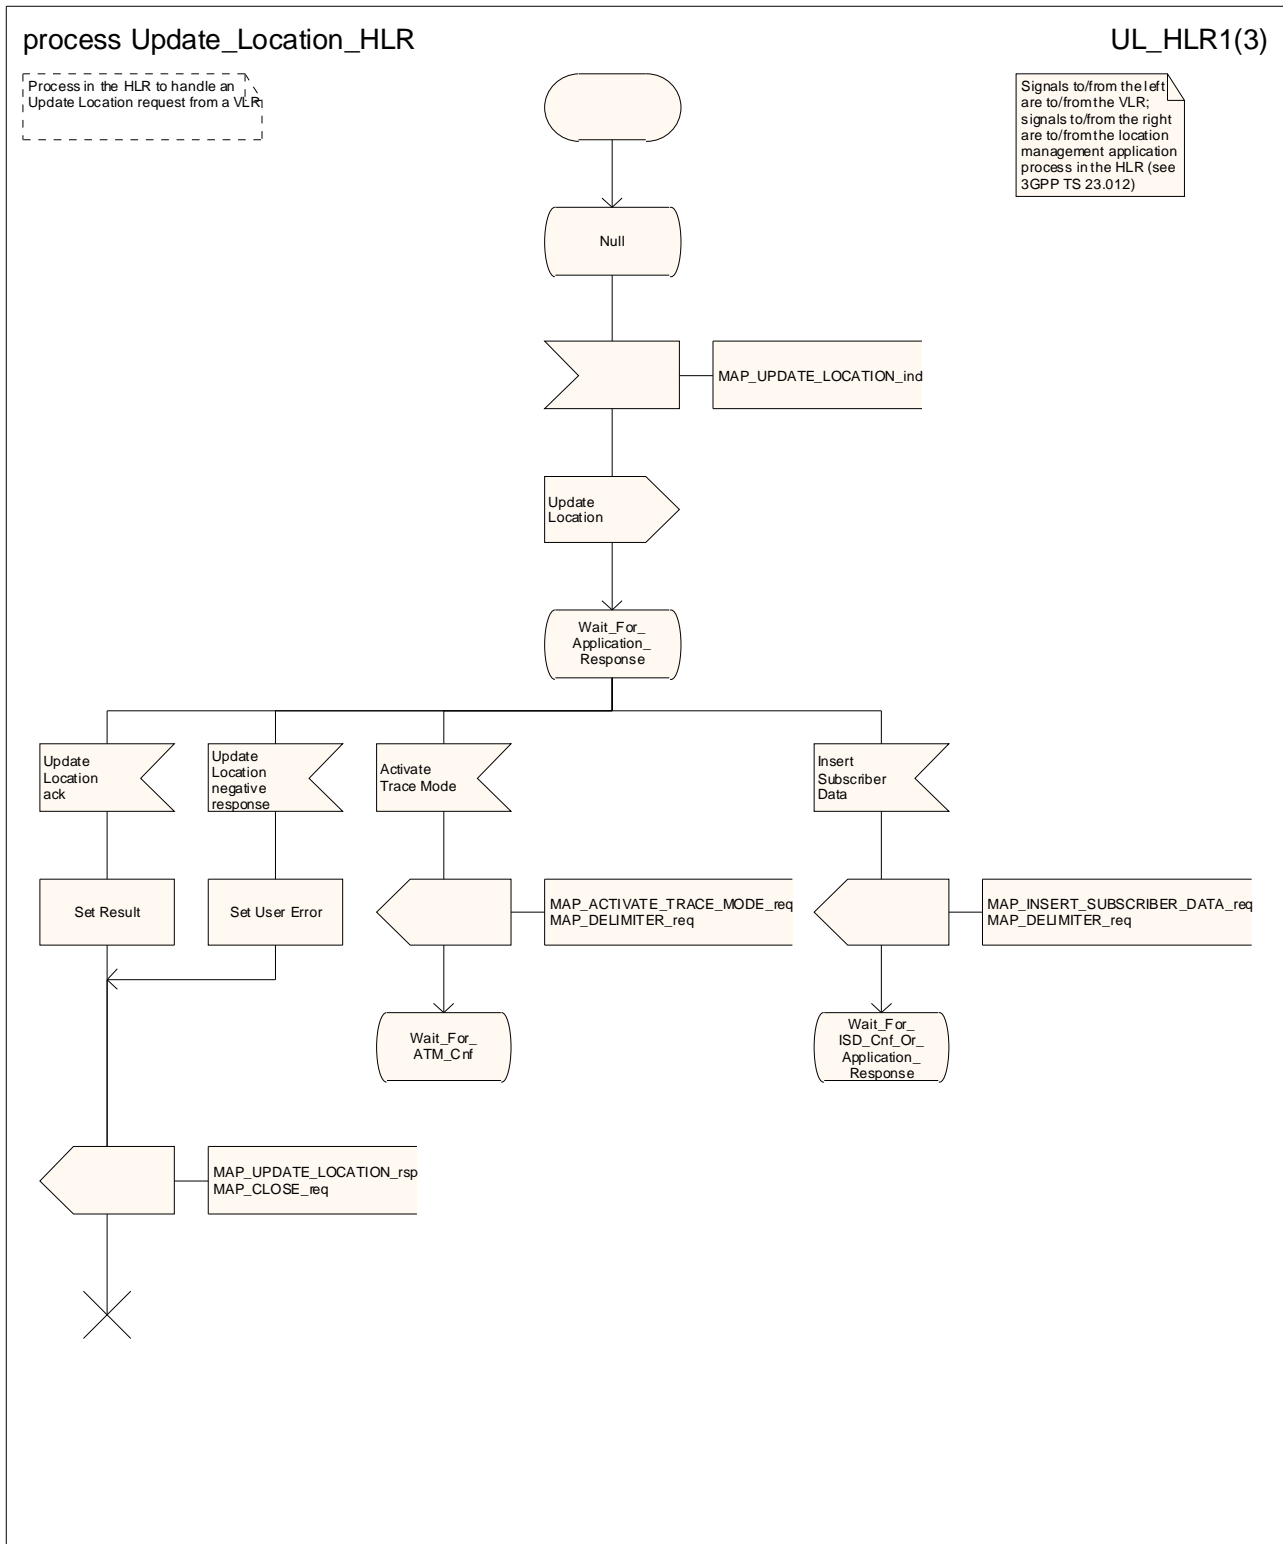 process Update_Location_HLR
UL_HLR1(3)
Process in the HLR to handle an
Update Location request from a VLR
Signals to/from the left
are to/from the VLR;
signals to/from the right
are to/from the location
management application
process in the HLR (see
3GPP TS 23.012)
Null
MAP_UPDATE_LOCATION_ind
Update
Location
Wait_For_
Application_
Response
Update
Location
ack
Update
Location
negative
response
Activate
Trace Mode
Insert
Subscriber
Data
Set Result
Set User Error
MAP_ACTIVATE_TRACE_MODE_req
MAP_DELIMITER_req
MAP_INSERT_SUBSCRIBER_DATA_req
MAP_DELIMITER_req
Wait_For_
ATM_Cnf
Wait_For_
ISD_Cnf_Or_
Application_
Response
MAP_UPDATE_LOCATION_rsp
MAP_CLOSE_req